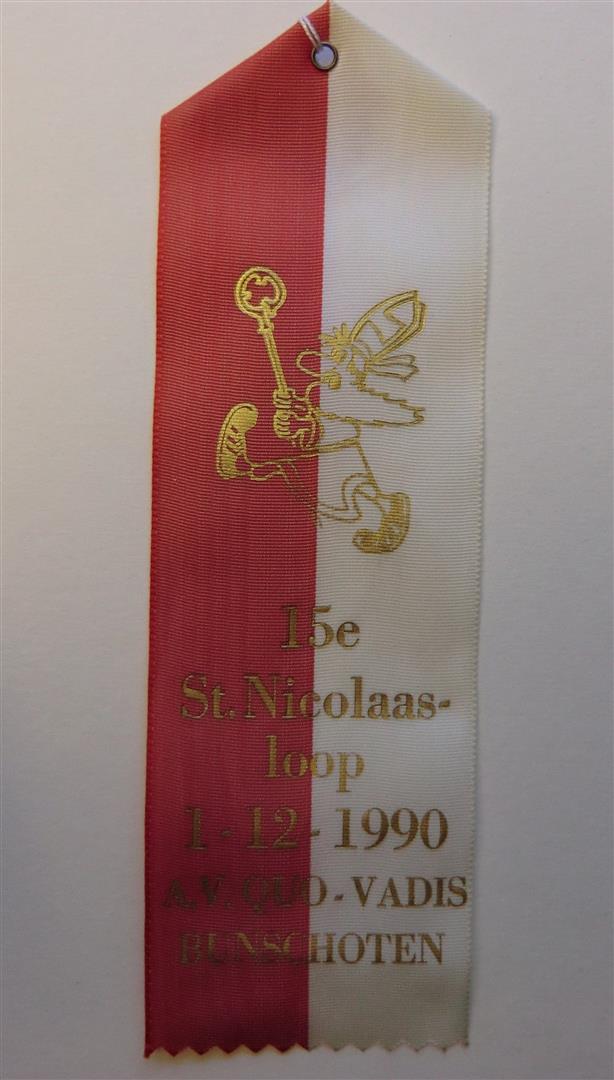 15e
St. Nicolaas-
loop
1-12-1990
A.V. QUO-VADIS
BUNSCHOTEN